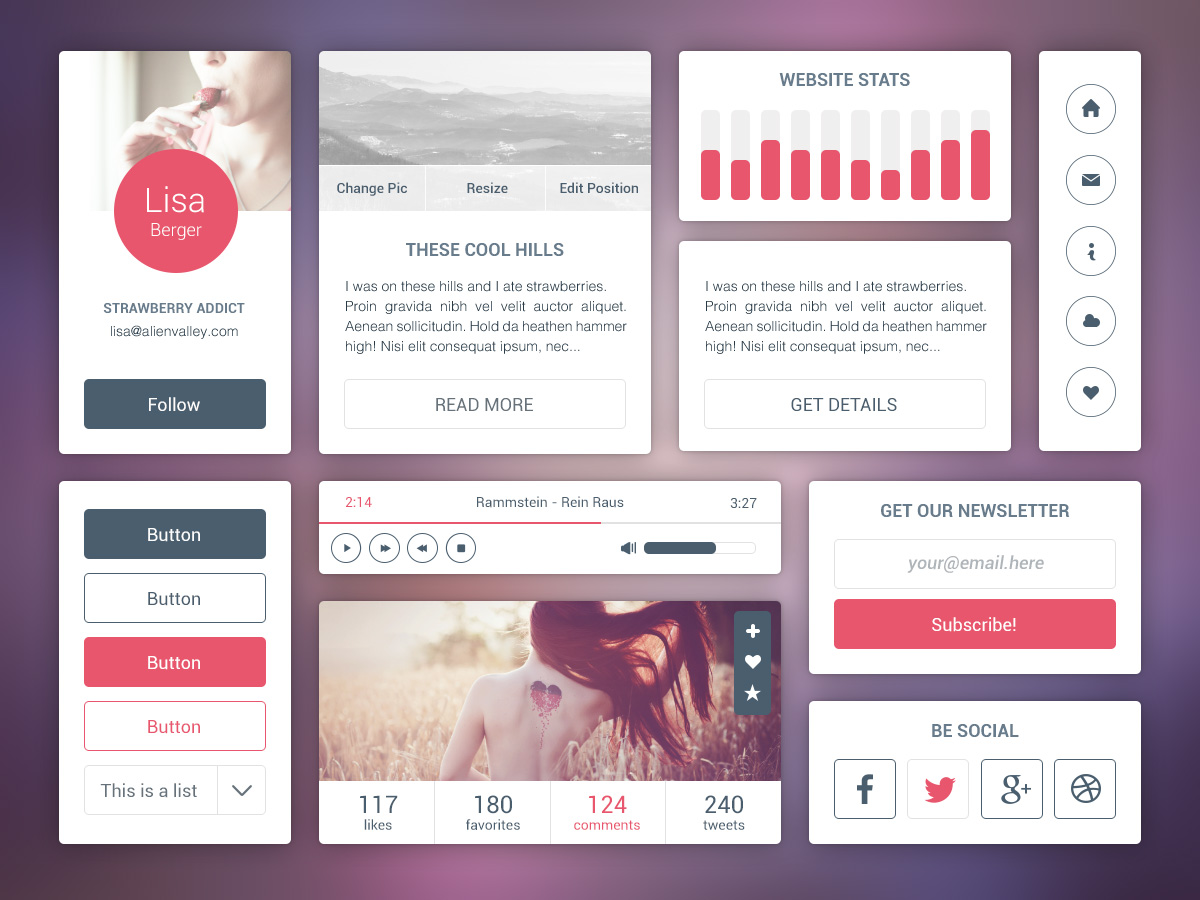 Lisa
Berger
STRAWBERRY ADDICT
lisa@alienvalley.com
Follow
Change Pic
Resize
Edit Position
THESE COOL HILLS
I was on these hills and I ate strawberries.
Proin gravida nibh vel velit auctor aliquet.
Aenean sollicitudin. Hold da heathen hammer
high! Nisi elit consequat ipsum, nec...
READ MORE
WEBSITE STATS
I was on these hills and I ate strawberries.
Proin gravida nibh vel velit auctor aliquet.
Aenean sollicitudin. Hold da heathen hammer
high! Nisi elit consequat ipsum, nec...
GET DETAILS
Button
Button
Button
Button
This is a list
2:14
Rammstein - Rein Raus
3:27
117
likes
180
favorites
124
comments
240
tweets
GET OUR NEWSLETTER
your@email.here
Subscribe!
BE SOCIAL
f
g+